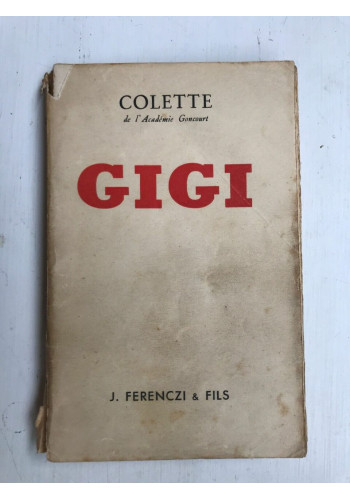 COLETTE
de l'Académie Goncourt
GIGI
J. FERENCZI & FILS